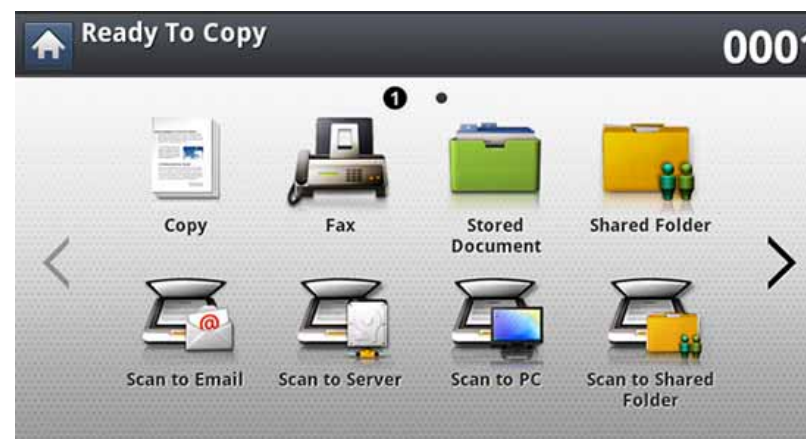 Ready To Copy
0001
1
Copy
Fax
Stored
Document
Shared Folder
@
Scan to Email
Scan to Server
Scan to PC
Scan to Shared
Folder